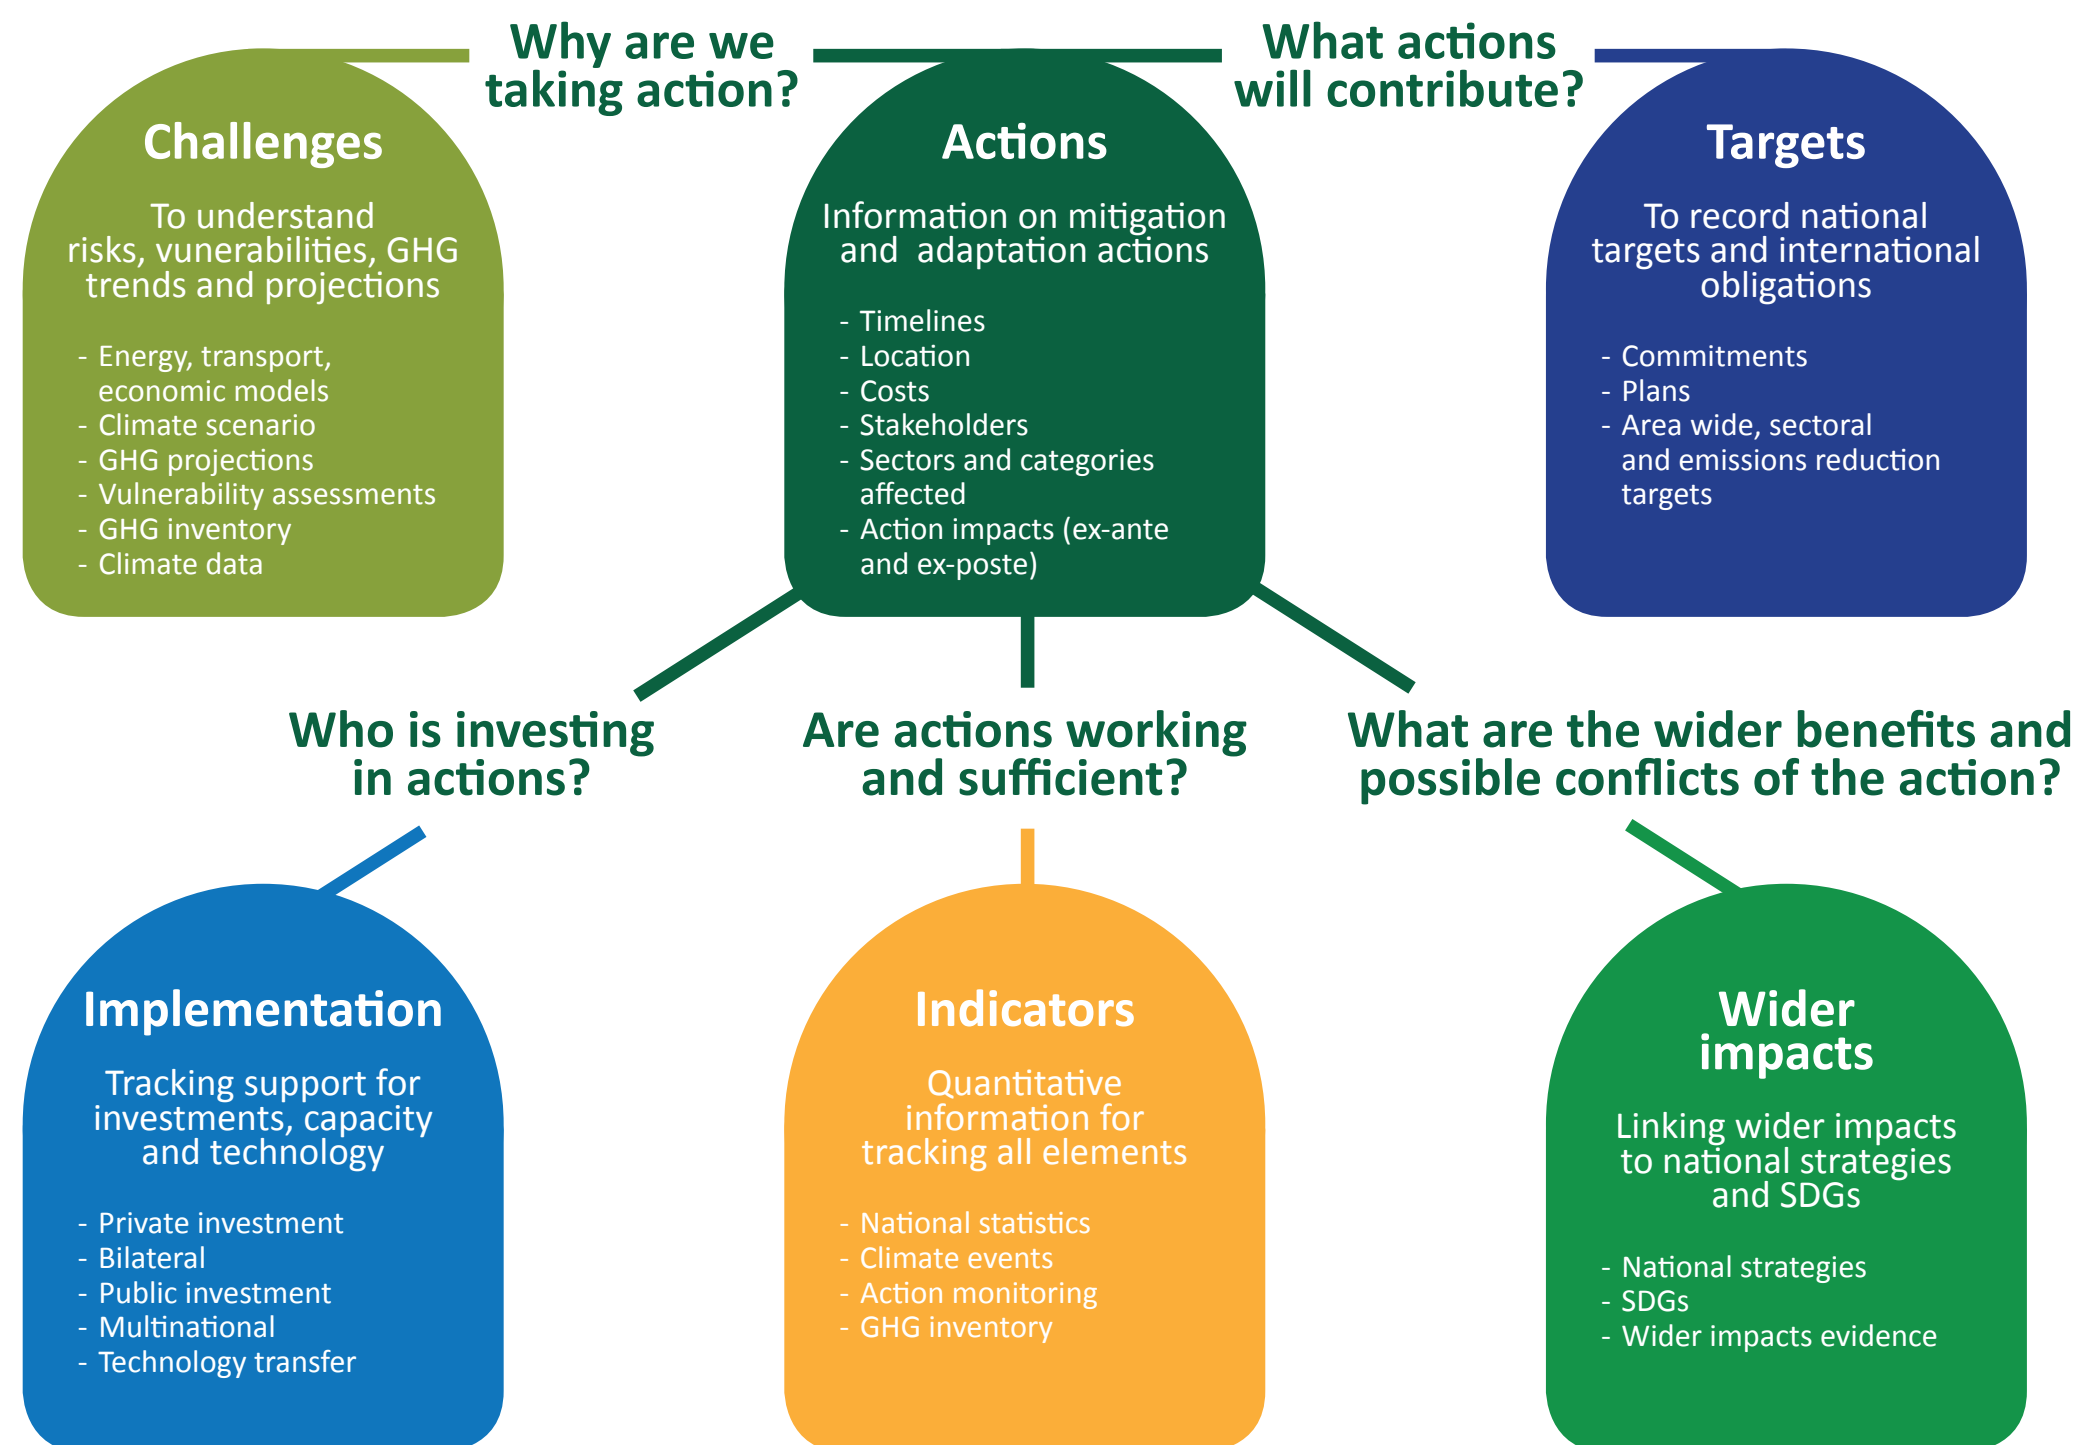 Why are we
taking action?
What actions
will contribute?
Challenges
To understand
risks, vunerabilities, GHG
trends and projections
- Energy, transport,
economic models
- Climate scenario
- GHG projections
- Vulnerability assessments
- GHG inventory
- Climate data
Actions
Information on mitigation
and adaptation actions
- Timelines
- Location
- Costs
- Stakeholders
- Sectors and categories
affected
- Action impacts (ex-ante
and ex-poste)
Targets
To record national
targets and international
obligations
- Commitments
- Plans
- Area wide, sectoral
and emissions reduction
targets
Who is investing
in actions?
Are actions working
and sufficient?
What are the wider benefits and
possible conflicts of the action?
Implementation
Tracking support for
investments, capacity
and technology
- Private investment
- Bilateral
- Public investment
- Multinational
- Technology transfer
Indicators
Quantitative
information for
tracking all elements
- National statistics
- Climate events
- Action monitoring
- GHG inventory
Wider
impacts
Linking wider impacts
to national strategies
and SDGs
- National strategies
- SDGs
- Wider impacts evidence